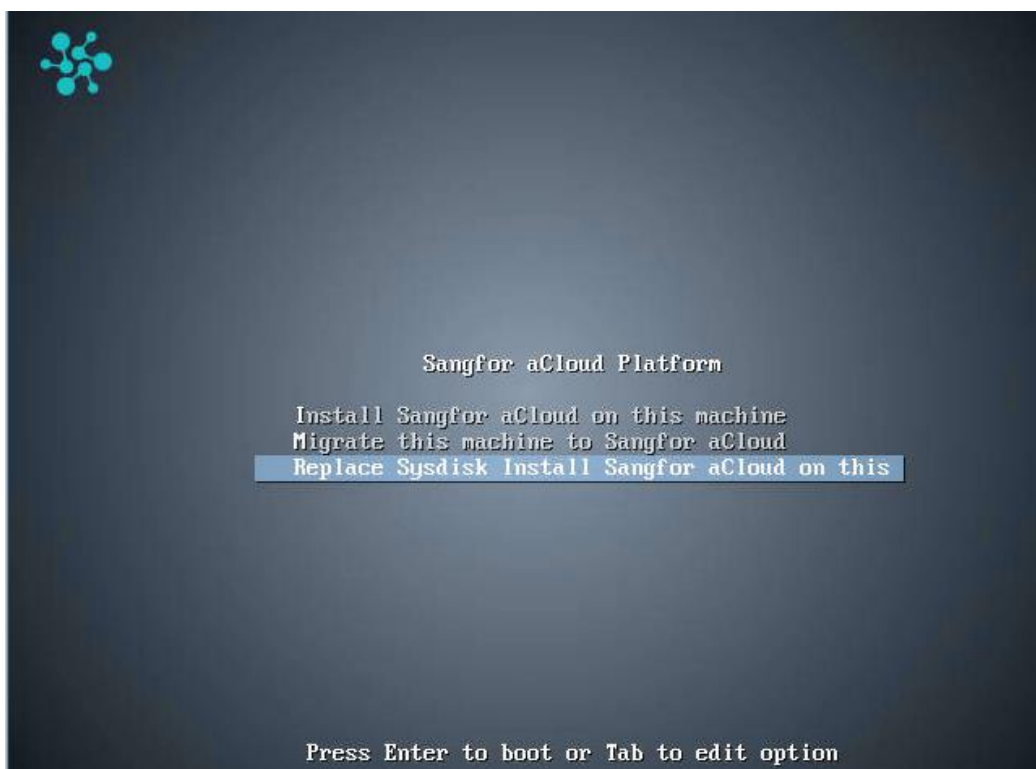 Sangfor aCloud Platform
Install Sangfor aCloud on this machine
Migrate this machine to Sangfor aCloud
Replace Sysdisk Install Sangfor aCloud on this
Press Enter to boot or Tab to edit option